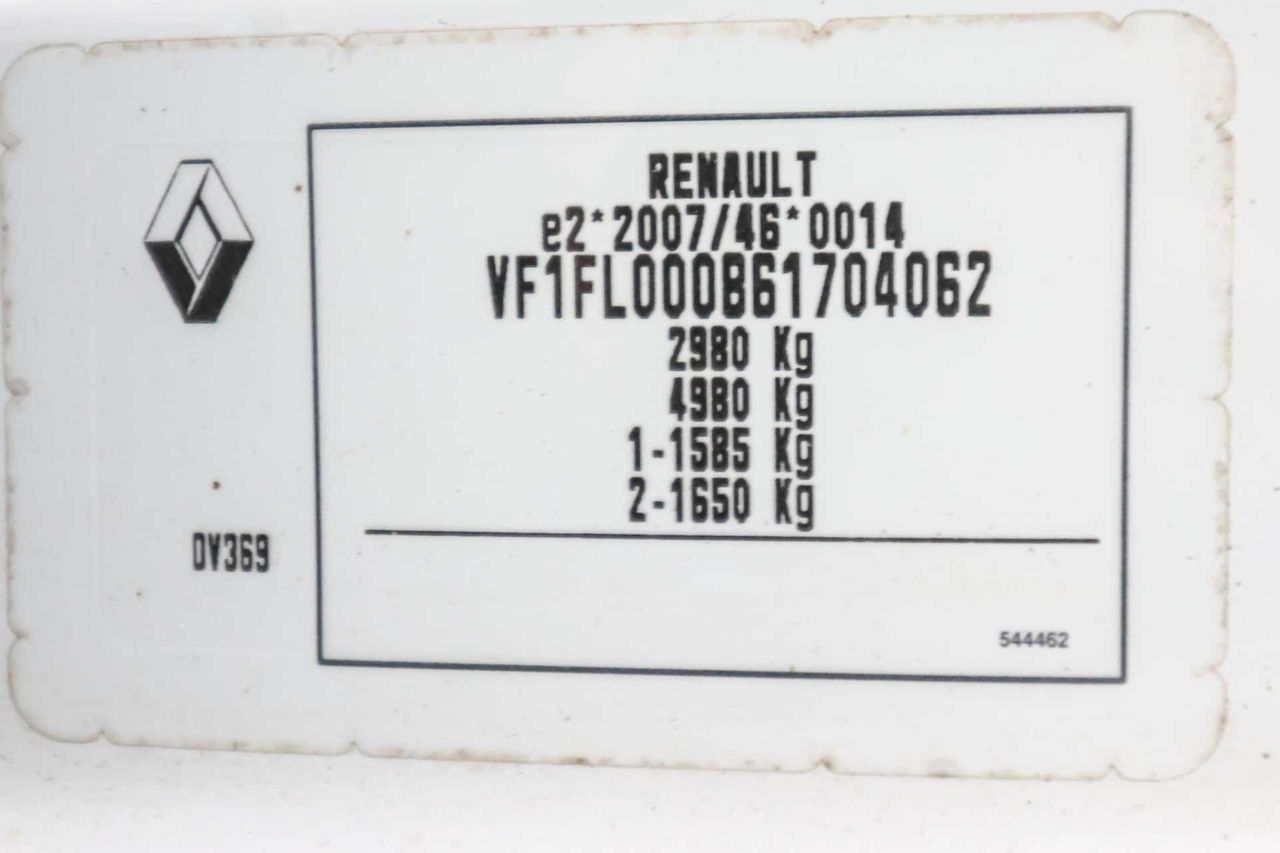 RENAULT
e2*2007/46*0014
VF1FL000B61704062
2980 Kg
4980 Kg
1-1585 Kg
2-1650 Kg
DV369
544462